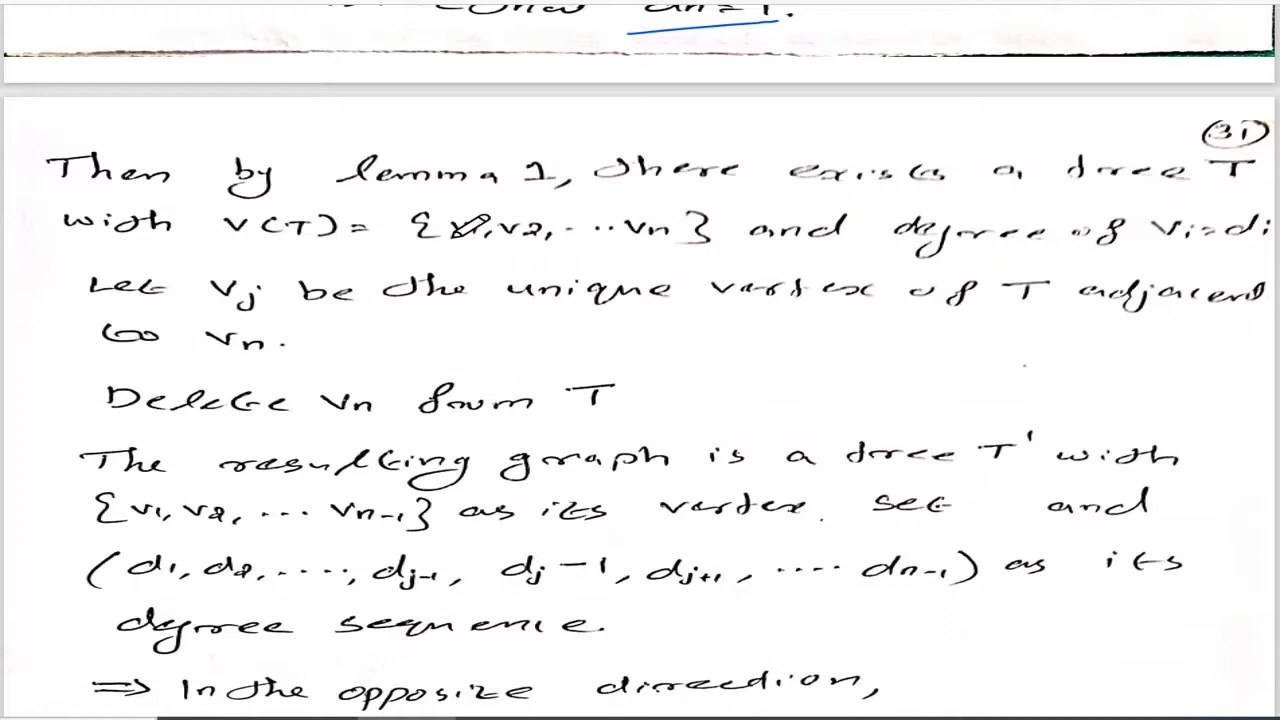 dn=1.
31
Then by lemma 1, there exists a tree T
with V(T) = {v1, v2, ... vn} and degree of vi=di
Let vj be the unique vertex of T adjacent
to vn.
Delete vn from T
The resulting graph is a tree T' with
{v1, v2, ... vn-1} as its vertex set and
(d1, d2, ....., dj-1, dj -1, dj+1, .... dn-1) as its
degree sequence.
⇒ In the opposite direction,